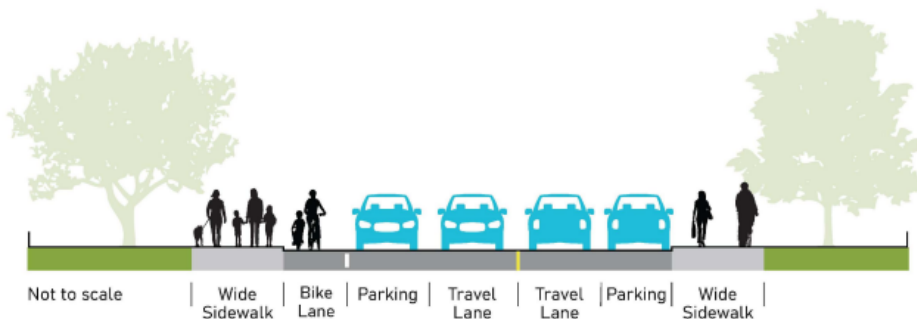 Not to scale
Wide
Sidewalk
Bike
Lane
Parking
Travel
Lane
Travel
Lane
Parking
Wide
Sidewalk